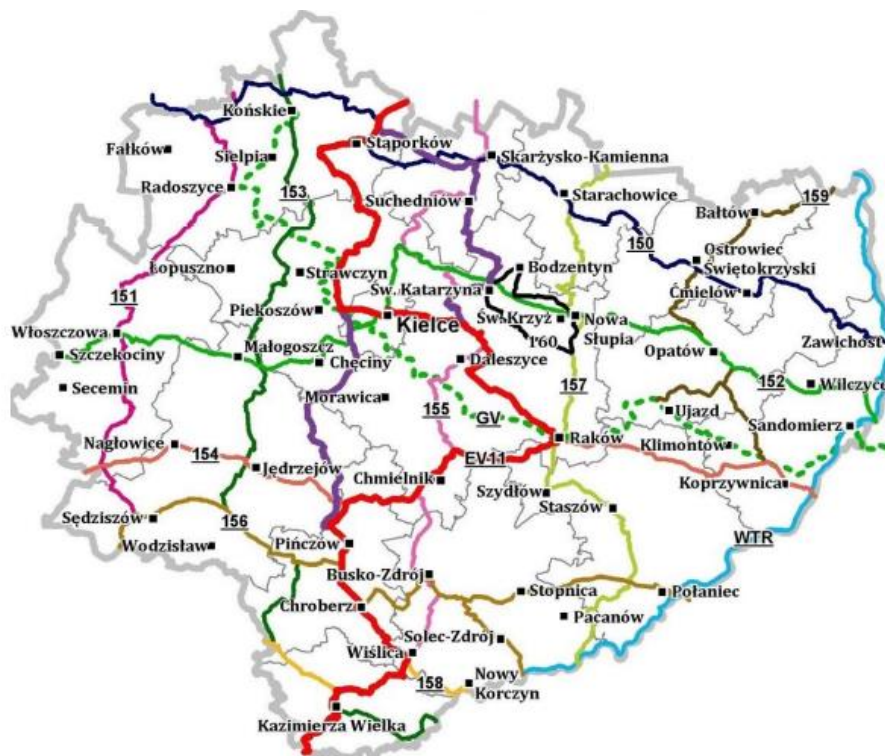 Końskie
Fałków
Sielpia
Stąporków
Skarżysko-Kamienna
Radoszyce
153
Suchedniów
Starachowice
Bałtów
159
150
Ostrowiec
Świętokrzyski
Łopuszno
Strawczyn
Św. Katarzyna
Bodzentyn
Ćmielów
151
Piekoszów
Kielce
Św.Krzyż
Nowa
Słupia
Zawichost
Włoszczowa
Szczekociny
Małogoszcz
Chęciny
Daleszyce
160
Opatów
Secemin
Morawica
155
157
152
Wilczyce
GV
Ujazd
Sandomierz
Nagłowice
154
Raków
Klimontów
Jędrzejów
EV11
Chmielnik
Koprzywnica
Szydłów
Staszów
Sędziszów
156
Wodzisław
Pińczów
WTR
Busko-Zdrój
Stopnica
Połaniec
Chroberz
Pacanów
Solec-Zdrój
Wiślica
158
Nowy
Korczyn
Kazimierza Wielka